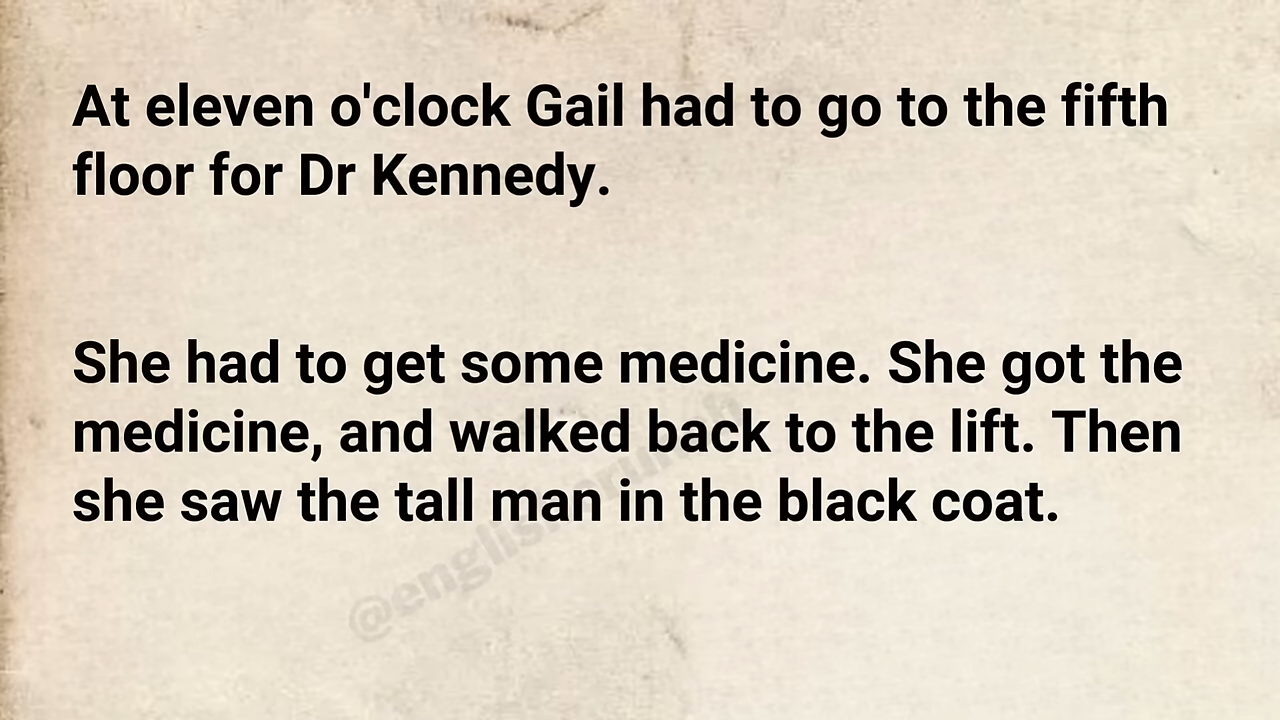 At eleven o'clock Gail had to go to the fifth
floor for Dr Kennedy.
She had to get some medicine. She got the
medicine, and walked back to the lift. Then
she saw the tall man in the black coat.